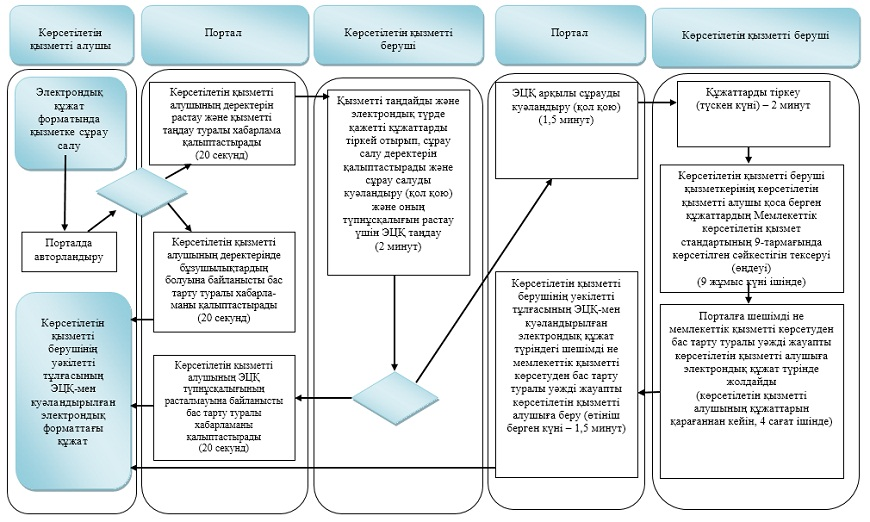 Көрсетілетін
қызметті алушы
Портал
Көрсетілетін қызметті
беруші
Портал
Көрсетілетін қызметті беруші
Электрондық
құжат
форматында
қызметке сұрау
салу
Порталда
авторландыру
Көрсетілетін
қызметті
берушінің
уәкілетті
тұлғасының
ЭЦҚ-мен
куәландырылған
электрондық
форматтағы
құжат
Көрсетілетін қызметті
алушының деректерін
растау және қызметті
таңдау туралы хабарлама
қалыптастырады
(20 секунд)
Көрсетілетін қызметті
алушының деректерінде
бұзушылықтардың
болуына байланысты бас
тарту туралы хабарла-
маны қалыптастырады
(20 секунд)
Көрсетілетін қызметті
алушының ЭЦҚ
түпнұсқалығының
расталмауына байланысты
бас тарту туралы
хабарламаны
қалыптастырады
(20 секунд)
Қызметті таңдайды және
электрондық түрде
қажетті құжаттарды
тіркей отырып, сұрау
салу деректерін
қалыптастырады және
сұрау салуды
куәландыру (қол қою)
және оның
түпнұсқалығын растау
үшін ЭЦҚ таңдау
(2 минут)
ЭЦҚ арқылы сұрауды
куәландыру (қол қою)
(1,5 минут)
Көрсетілетін қызметті
берушінің уәкілетті
тұлғасының ЭЦҚ-мен
куәландырылған
электрондық құжат
түріндегі шешімді не
мемлекеттік қызметті
көрсетуден бас тарту
туралы уәжді жауапты
көрсетілетін қызметті
алушыға беру (өтініш
берген күні – 1,5 минут)
Құжаттарды тіркеу
(түскен күні) – 2 минут
Көрсетілетін қызметті беруші
қызметкерінің көрсетілетін
қызметті алушы қоса берген
құжаттардың Мемлекеттік
көрсетілетін қызмет
стандартының 9-тармағында
көрсетілген сәйкестігін тексеруі
(өңдеуі)
(9 жұмыс күні ішінде)
Порталға шешімді не
мемлекеттік қызметті көрсетуден
бас тарту туралы уәжді жауапты
көрсетілетін қызметті алушыға
электрондық құжат түрінде
жолдайды
(көрсетілетін қызметті
алушының құжаттарын
қарағаннан кейін, 4 сағат ішінде)